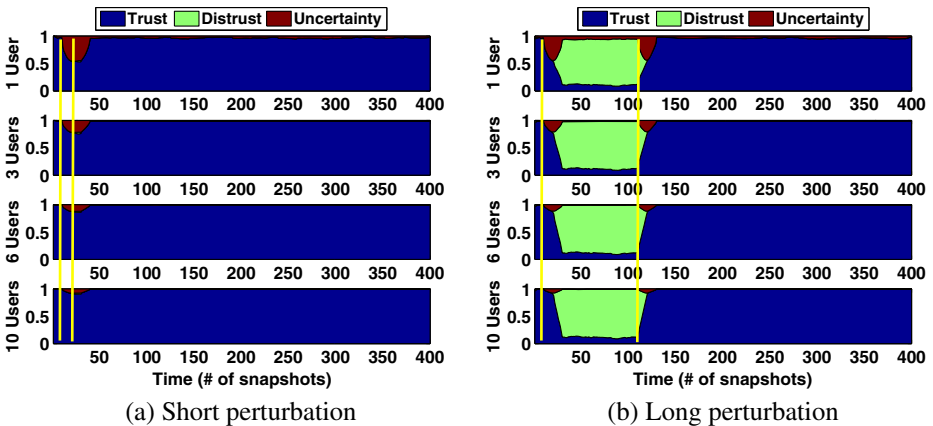 Trust Distrust Uncertainty
1 User
1
0.5
0
50 100 150 200 250 300 350 400
3 Users
1
0.5
0
50 100 150 200 250 300 350 400
6 Users
1
0.5
0
50 100 150 200 250 300 350 400
10 Users
1
0.5
0
50 100 150 200 250 300 350 400
Time (# of snapshots)
(a) Short perturbation
Trust Distrust Uncertainty
1 User
1
0.5
0
50 100 150 200 250 300 350 400
3 Users
1
0.5
0
50 100 150 200 250 300 350 400
6 Users
1
0.5
0
50 100 150 200 250 300 350 400
10 Users
1
0.5
0
50 100 150 200 250 300 350 400
Time (# of snapshots)
(b) Long perturbation